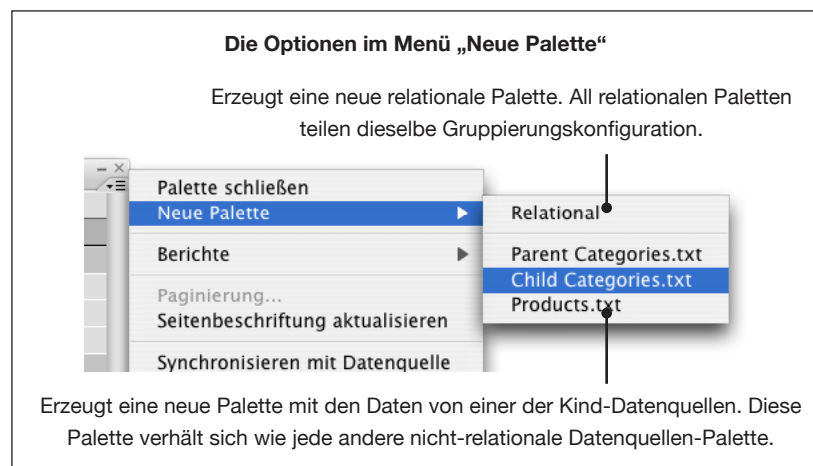 Die Optionen im Menü „Neue Palette“
Erzeugt eine neue relationale Palette. All relationalen Paletten
teilen dieselbe Gruppierungskonfiguration.
Palette schließen
Neue Palette
Relational
Berichte
Parent Categories.txt
Child Categories.txt
Paginierung...
Products.txt
Seitenbeschriftung aktualisieren
Synchronisieren mit Datenquelle
Erzeugt eine neue Palette mit den Daten von einer der Kind-Datenquellen. Diese
Palette verhält sich wie jede andere nicht-relationale Datenquellen-Palette.